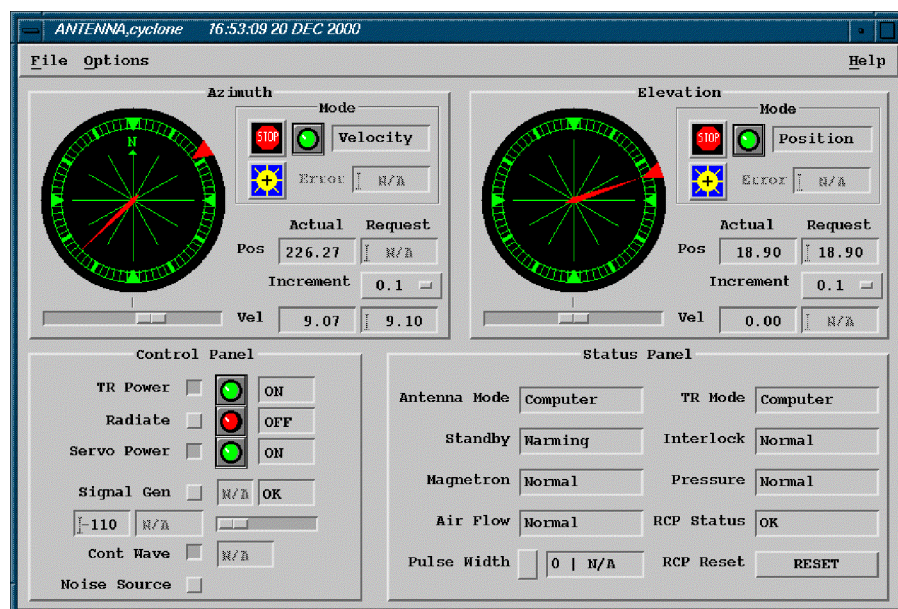 ANTENNA,cyclone 16:53:09 20 DEC 2000
File Options Help
Azimuth
Mode
STOP Velocity
N
Error N/A
Actual Request
Pos 226.27 N/A
Increment 0.1
Vel 9.07 9.10
Elevation
Mode
STOP Position
Error N/A
Actual Request
Pos 18.90 18.90
Increment 0.1
Vel 0.00 N/A
Control Panel
TR Power ON
Radiate OFF
Servo Power ON
Signal Gen N/A OK
-110 N/A
Cont Wave N/A
Noise Source
Status Panel
Antenna Mode Computer TR Mode Computer
Standby Warming Interlock Normal
Magnetron Normal Pressure Normal
Air Flow Normal RCP Status OK
Pulse Width 0 | N/A RCP Reset RESET